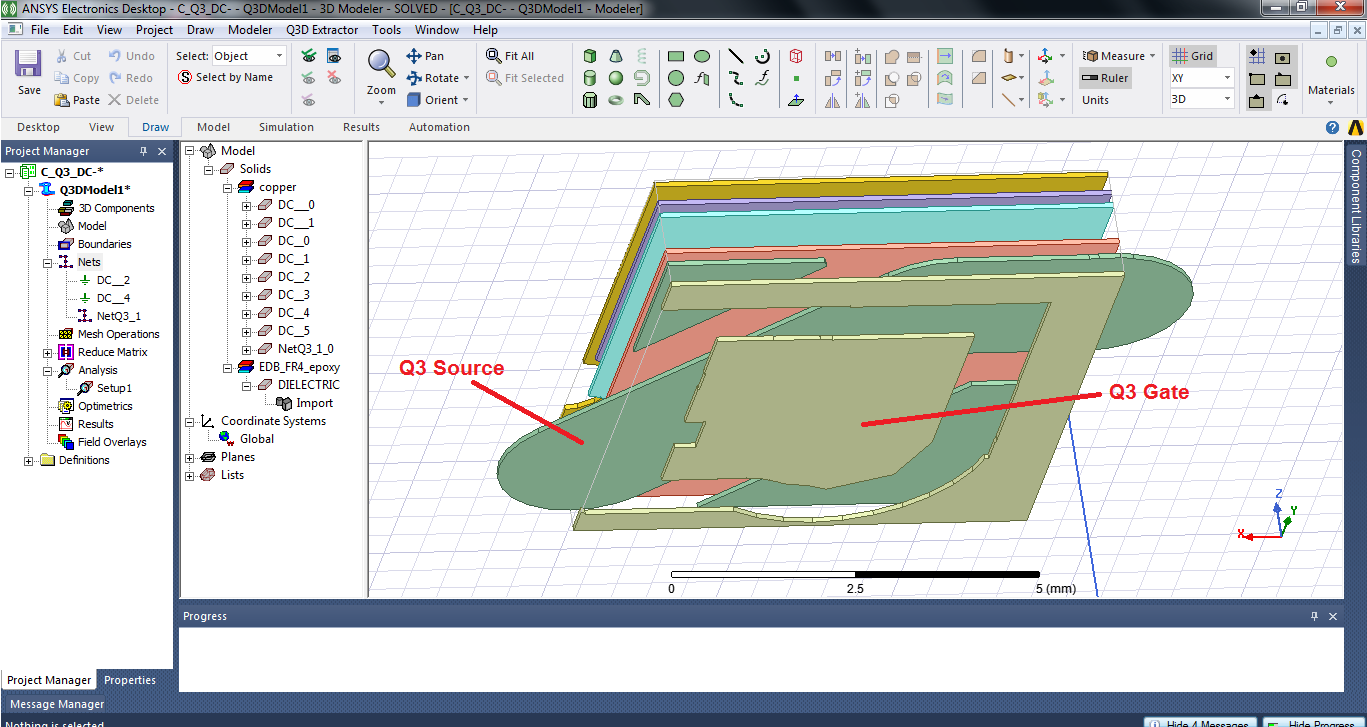 ANSYS Electronics Desktop - C_Q3_DC- - Q3DModel1 - 3D Modeler - SOLVED - [C_Q3_DC- - Q3DModel1 - Modeler]
File Edit View Project Draw Modeler Q3D Extractor Tools Window Help
Save
Cut
Copy
Paste
Undo
Redo
Delete
Select: Object
Select by Name
Zoom
Pan
Rotate
Orient
Fit All
Fit Selected
Measure
Ruler
Units
Grid
XY
3D
Materials
Desktop View Draw Model Simulation Results Automation
Project Manager
C_Q3_DC-*
Q3DModel1*
3D Components
Model
Boundaries
Nets
DC__2
DC__4
NetQ3_1
Mesh Operations
Reduce Matrix
Analysis
Setup1
Optimetrics
Results
Field Overlays
Definitions
Model
Solids
copper
DC___0
DC___1
DC__0
DC__1
DC__2
DC__3
DC__4
DC__5
NetQ3_1_0
EDB_FR4_epoxy
DIELECTRIC
Import
Coordinate Systems
Global
Planes
Lists
Q3 Source
Q3 Gate
Z
Y
X
0 2.5 5 (mm)
Component Libraries
Progress
Project Manager Properties
Message Manager
Nothing is selected
Hide 4 Messages Hide Progress